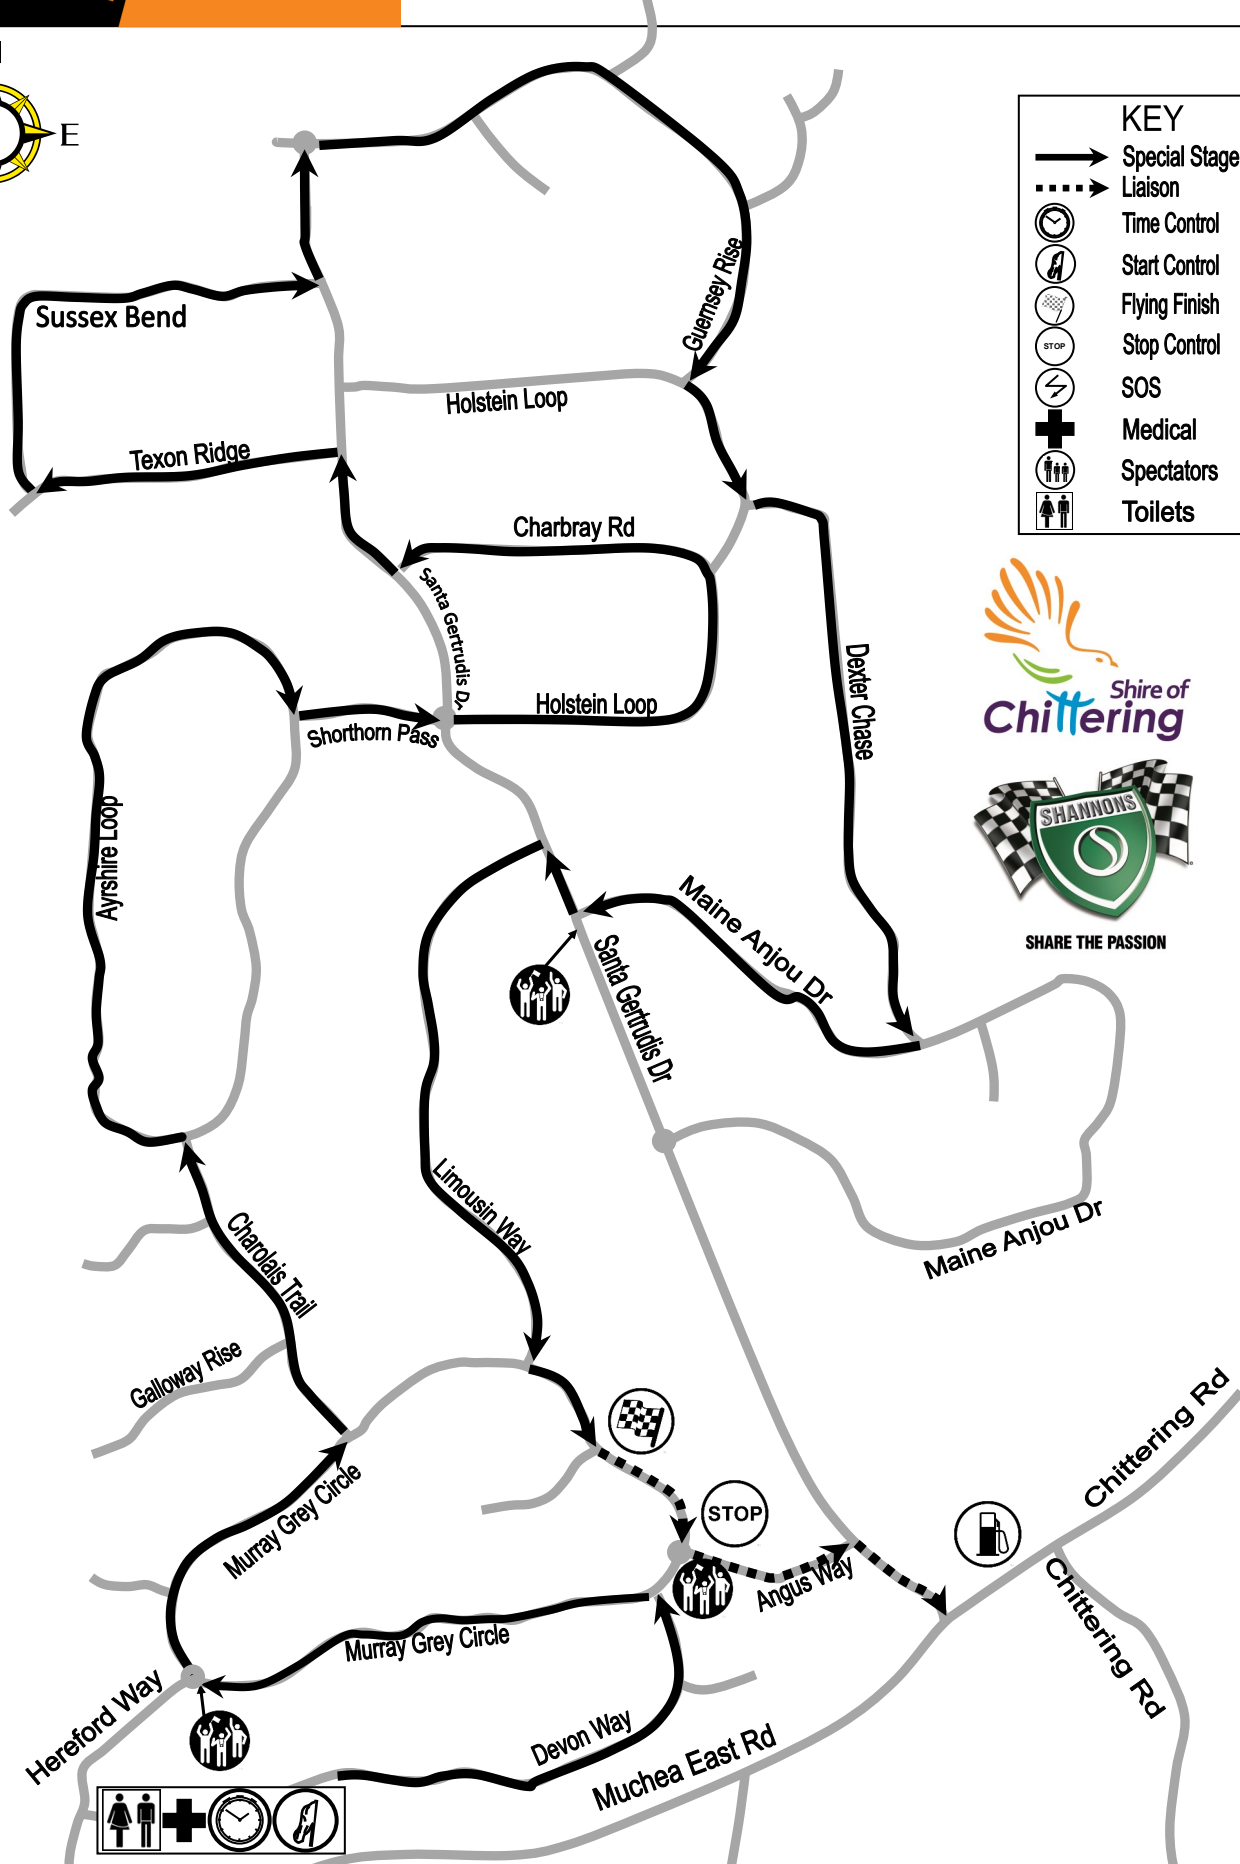 E
KEY
Special Stage
Liaison
Time Control
Start Control
Flying Finish
STOP
Stop Control
SOS
Medical
Spectators
Toilets
Guernsey Rise
Sussex Bend
Holstein Loop
Texon Ridge
Charbray Rd
Santa Gertrudis Dr
Holstein Loop
Shorthorn Pass
Dexter Chase
Shire of
Chittering
SHANNONS
SHARE THE PASSION
Ayrshire Loop
Maine Anjou Dr
Santa Gertrudis Dr
Limousin Way
Maine Anjou Dr
Charolais Trail
Galloway Rise
Chittering Rd
Murray Grey Circle
STOP
Angus Way
Chittering Rd
Murray Grey Circle
Hereford Way
Devon Way
Muchea East Rd